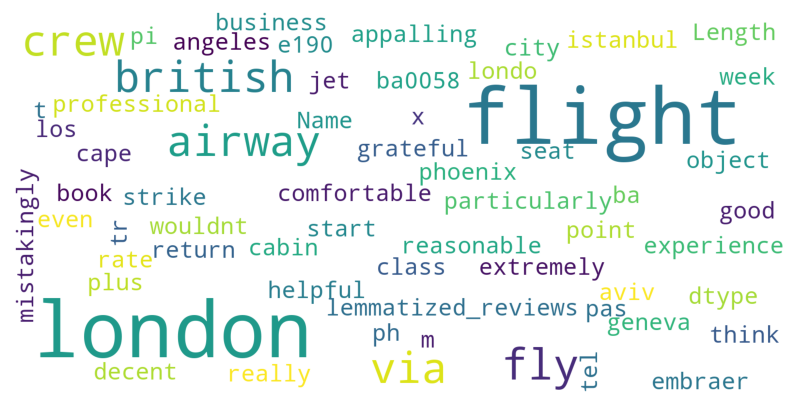 crew
pi
business
angeles
e190
appalling
city
istanbul
Length
british
jet
ba0058
londo
week
flight
t
professional
los
Name
x
airway
cape
grateful
seat
object
phoenix
mistakingly
book
strike
comfortable
particularly
ba
good
even
tr
wouldnt
start
point
return
cabin
reasonable
experience
rate
class
extremely
plus
helpful
aviv
dtype
london
lemmatized_reviews
pas
geneva
ph
m
think
decent
really
via
fly
tel
embraer